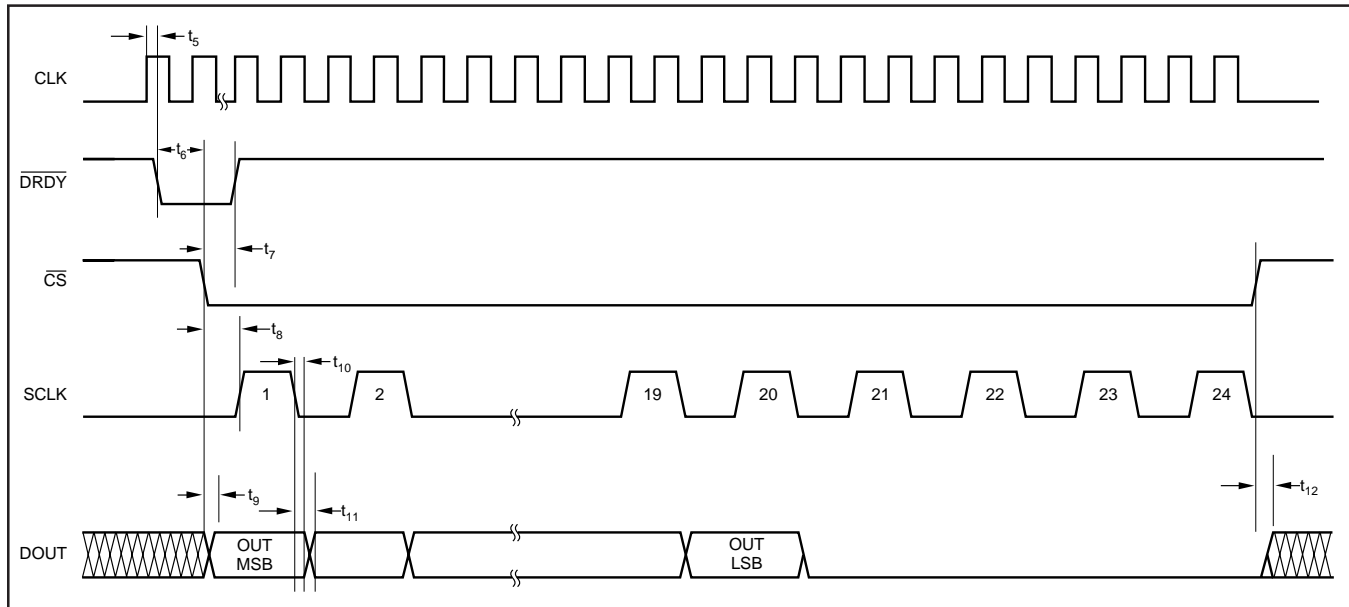 t5
CLK
t6
DRDY
t7
CS
t8
t10
SCLK
1 2 19 20 21 22 23 24
t9
t11
t12
DOUT
OUT
MSB
OUT
LSB